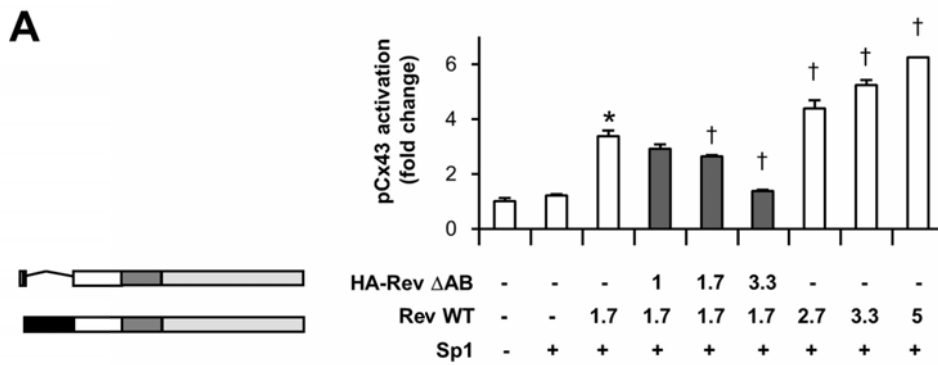 A
pCx43 activation
(fold change)
6
4
2
0
* † † † † †
HA-Rev ΔAB - - - 1 1.7 3.3 - - -
Rev WT - - 1.7 1.7 1.7 1.7 2.7 3.3 5
Sp1 - + + + + + + + +